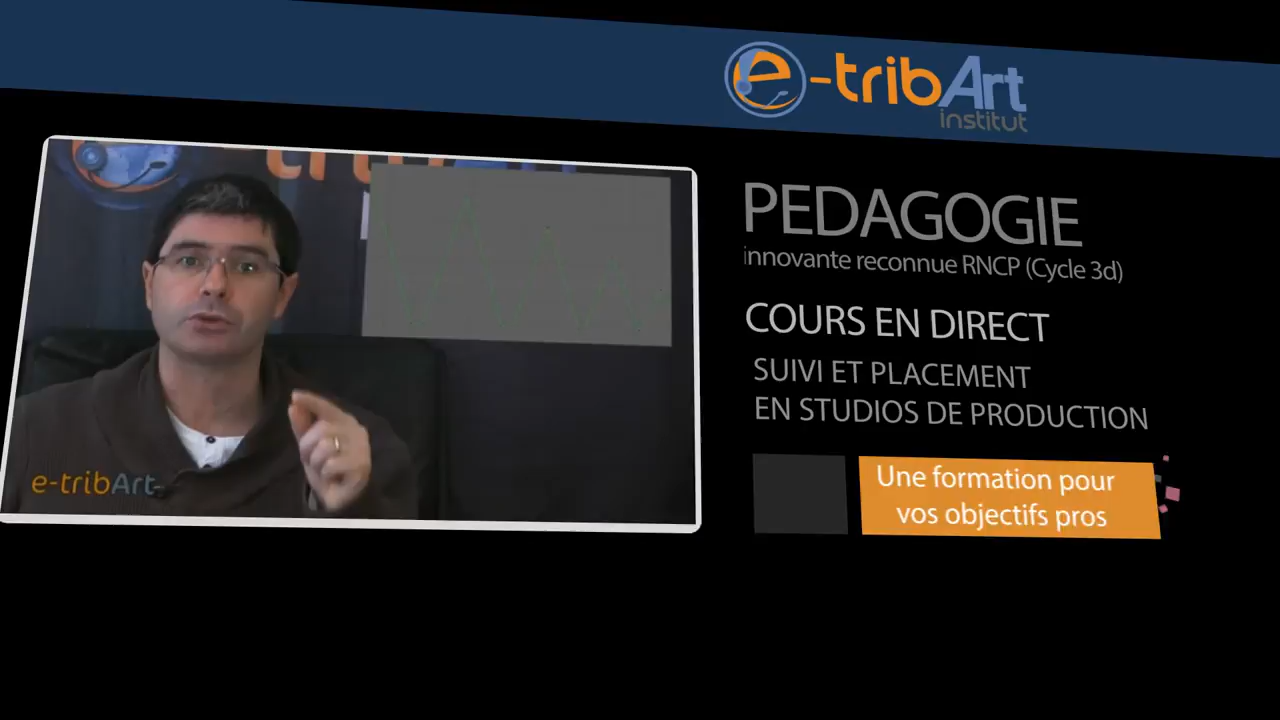 e-tribArt
institut
PEDAGOGIE
innovante reconnue RNCP (Cycle 3d)
COURS EN DIRECT
SUIVI ET PLACEMENT
EN STUDIOS DE PRODUCTION
Une formation pour
vos objectifs pros
e-tribArt